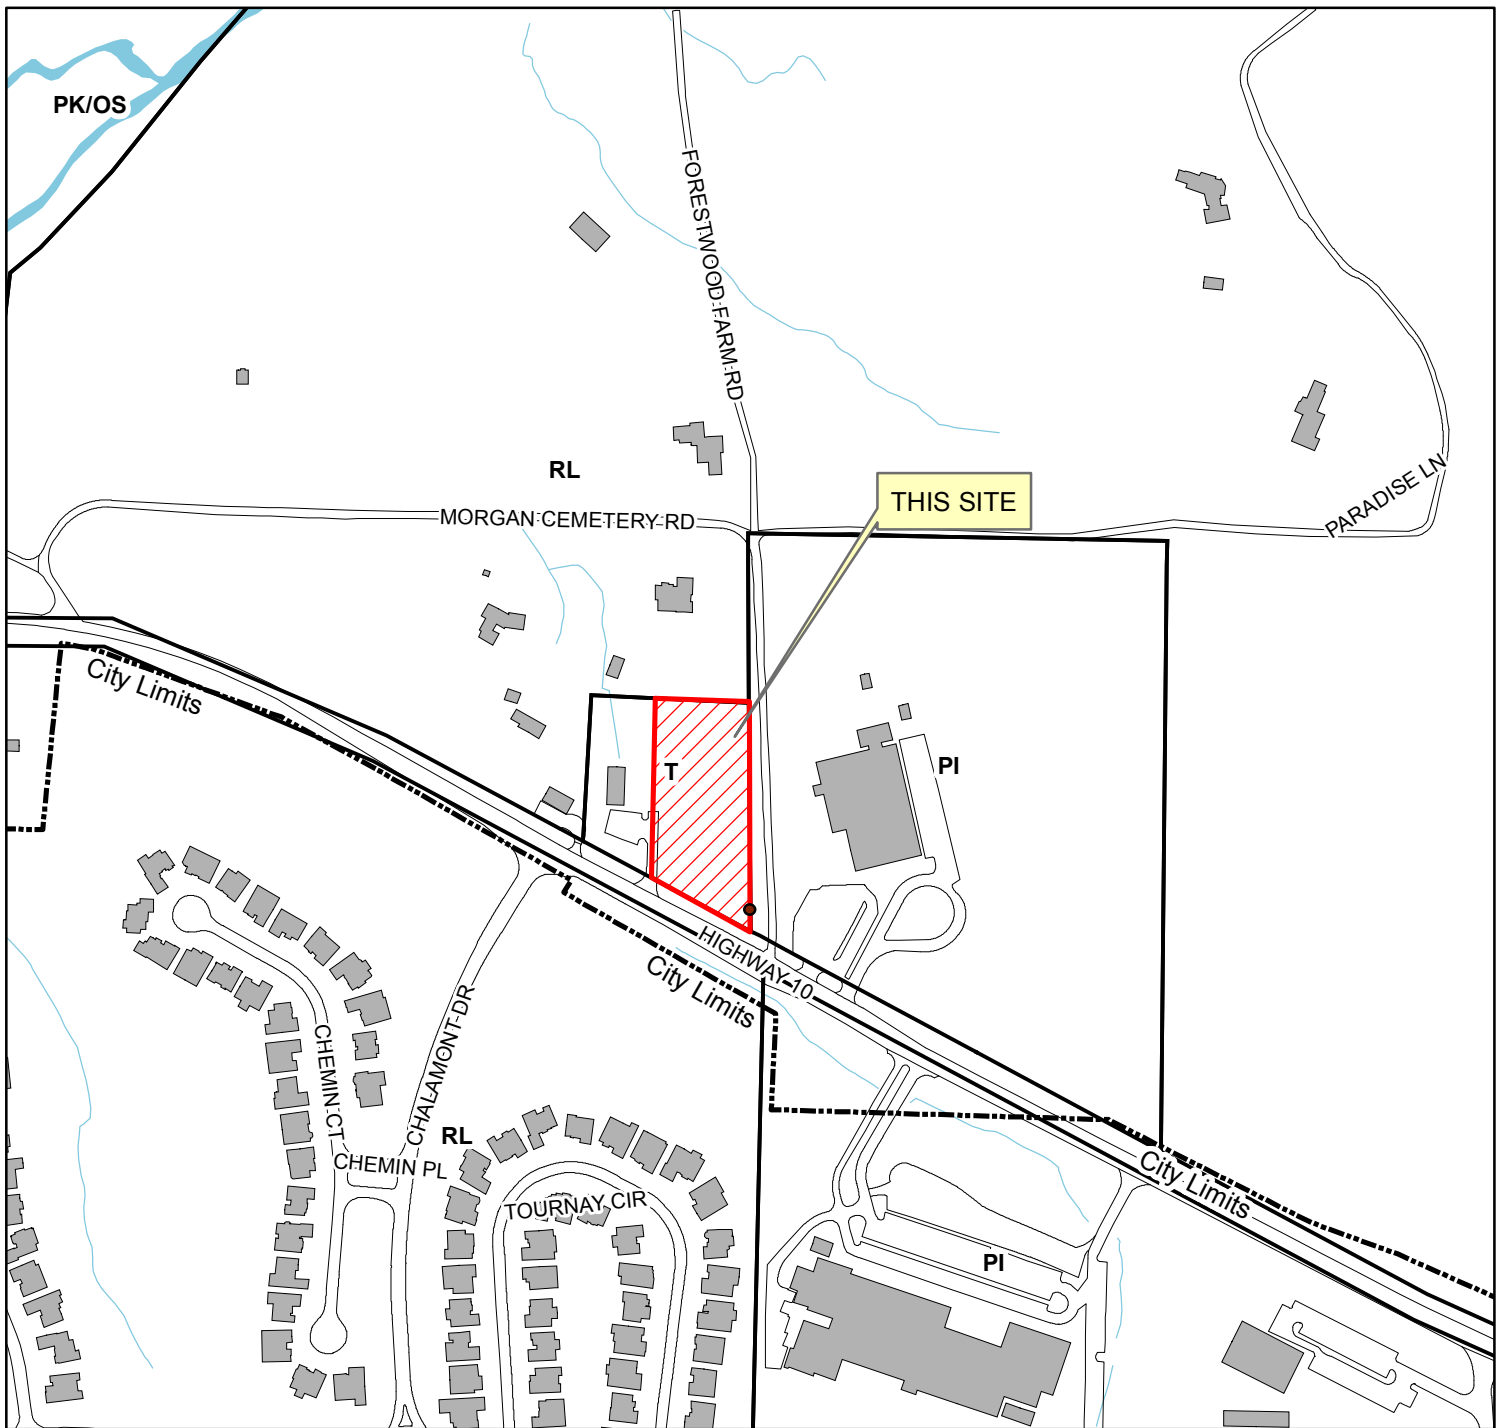 PK/OS
FORESTWOOD FARM RD
RL
THIS SITE
PARADISE LN
MORGAN CEMETERY RD
City Limits
T
PI
HIGHWAY 10
City Limits
CHEMIN CT
CHALAMONT DR
RL
CHEMIN PL
City Limits
TOURNAY CIR
PI